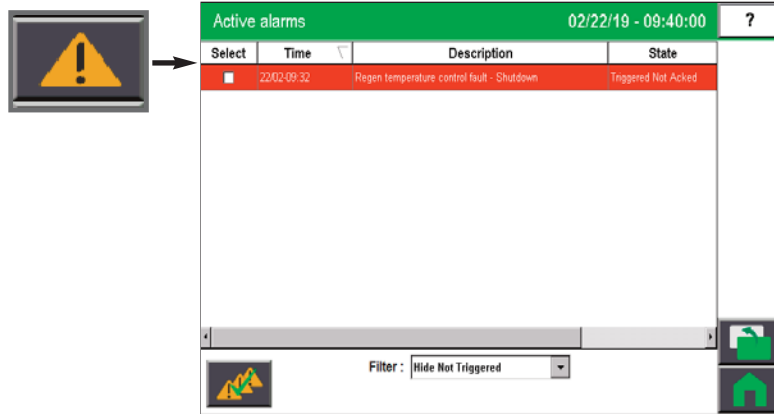 Active alarms 02/22/19 - 09:40:00 ?
Select Time Description State
22/02-09:32 Regen temperature control fault - Shutdown Triggered Not Acked
Filter : Hide Not Triggered